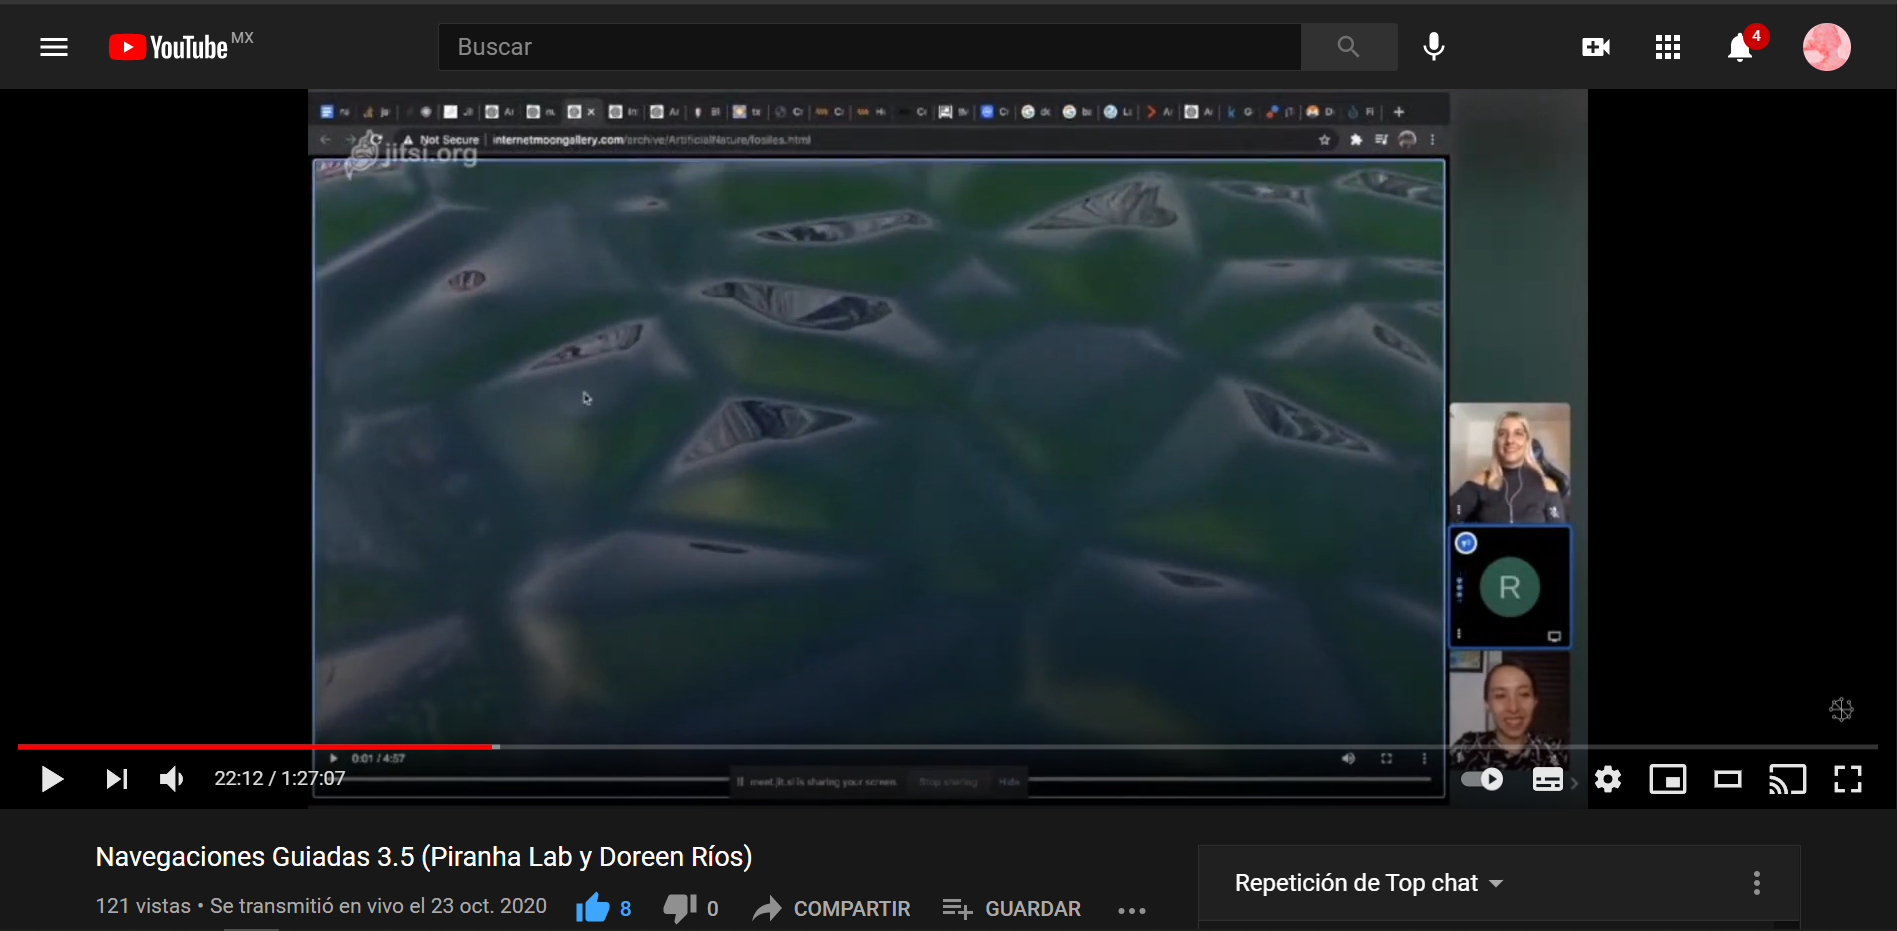 YouTube MX
Buscar
4
Not Secure | internetmoongallery.com/archive/ArtificialNature/fosiles.html
jitsi.org
R
0:01 / 4:57
meet.jit.si is sharing your screen. Stop sharing Hide
22:12 / 1:27:07
Navegaciones Guiadas 3.5 (Piranha Lab y Doreen Ríos)
121 vistas • Se transmitió en vivo el 23 oct. 2020
8 0 COMPARTIR GUARDAR
Repetición de Top chat